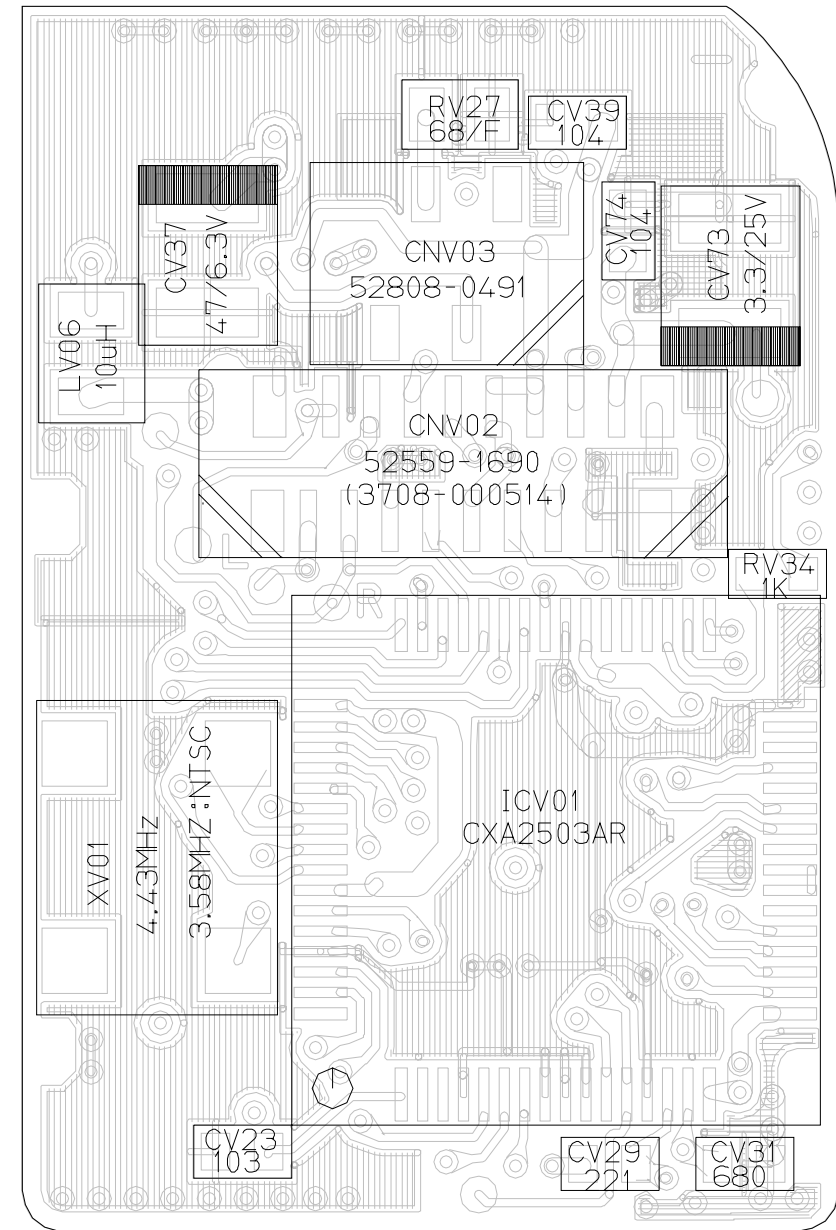 RV27
68/F
CV39
104
CV37
47/6.3V
CNV03
52808-0491
CV74
104
CV73
3.3/25V
LV06
10uH
CNV02
52559-1690
(3708-000514)
L
R
RV34
1K
XV01
4.43MHz
3.58MHZ:NTSC
ICV01
CXA2503AR
CV23
103
CV29
221
CV31
680